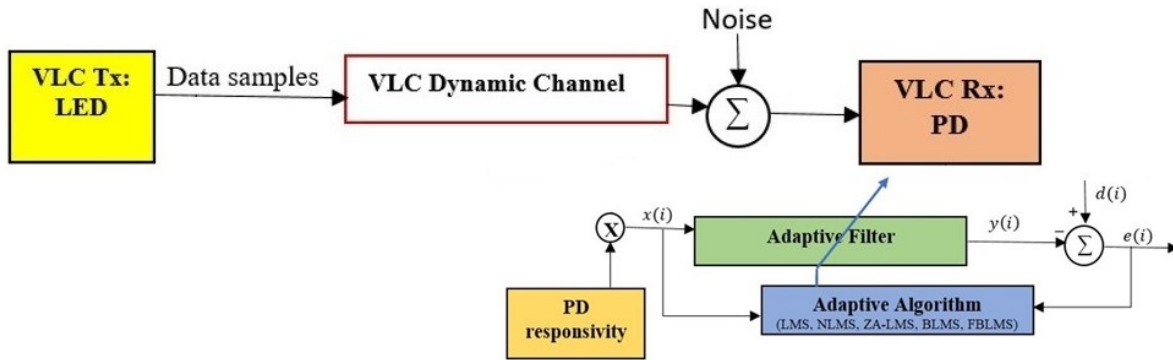 Noise
VLC Tx:
LED
Data samples
VLC Dynamic Channel
Σ
VLC Rx:
PD
d(i)
x(i)
X
Adaptive Filter
y(i)
+
−
Σ
e(i)
PD
responsivity
Adaptive Algorithm
(LMS, NLMS, ZA-LMS, BLMS, FBLMS)